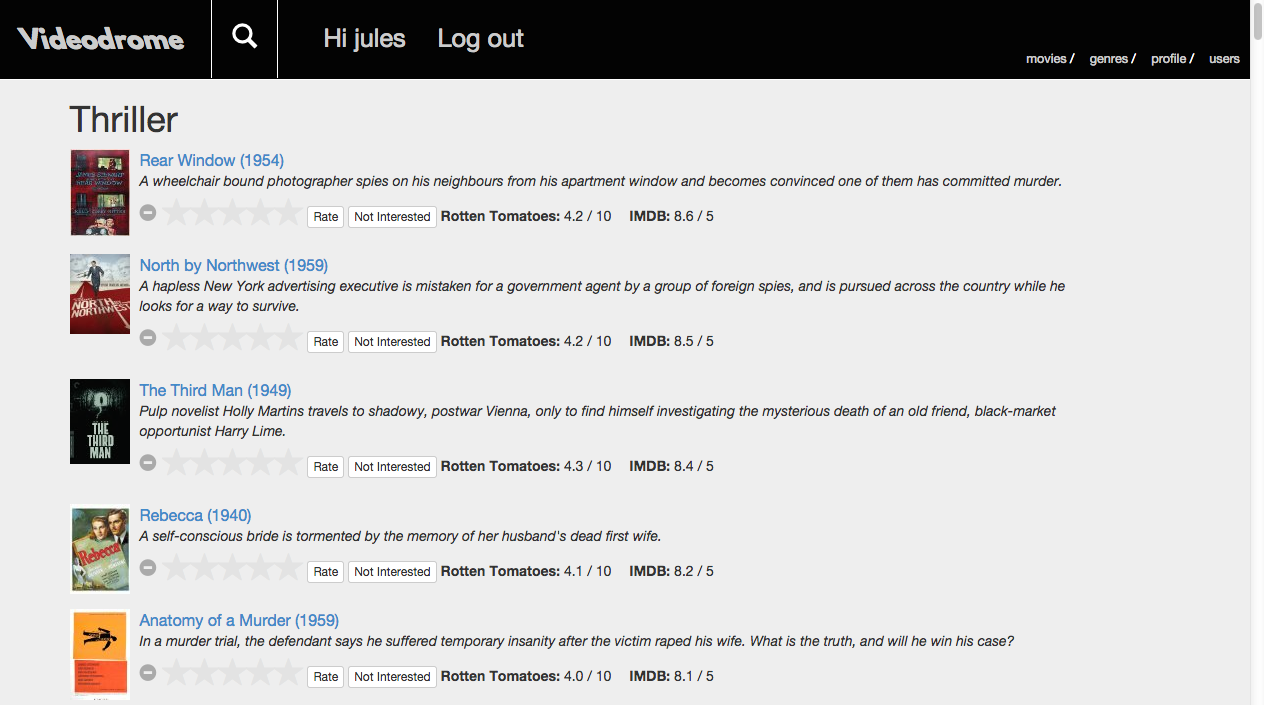 Videodrome
Hi jules
Log out
movies / genres / profile / users
Thriller
Rear Window (1954)
A wheelchair bound photographer spies on his neighbours from his apartment window and becomes convinced one of them has committed murder.
Rate Not Interested Rotten Tomatoes: 4.2 / 10 IMDB: 8.6 / 5
North by Northwest (1959)
A hapless New York advertising executive is mistaken for a government agent by a group of foreign spies, and is pursued across the country while he
looks for a way to survive.
NORTH
BY
NORTHWEST
Rate Not Interested Rotten Tomatoes: 4.2 / 10 IMDB: 8.5 / 5
The Third Man (1949)
Pulp novelist Holly Martins travels to shadowy, postwar Vienna, only to find himself investigating the mysterious death of an old friend, black-market
opportunist Harry Lime.
THE
THIRD
MAN
Rate Not Interested Rotten Tomatoes: 4.3 / 10 IMDB: 8.4 / 5
Rebecca (1940)
A self-conscious bride is tormented by the memory of her husband's dead first wife.
Rebecca
Rate Not Interested Rotten Tomatoes: 4.1 / 10 IMDB: 8.2 / 5
Anatomy of a Murder (1959)
In a murder trial, the defendant says he suffered temporary insanity after the victim raped his wife. What is the truth, and will he win his case?
Rate Not Interested Rotten Tomatoes: 4.0 / 10 IMDB: 8.1 / 5